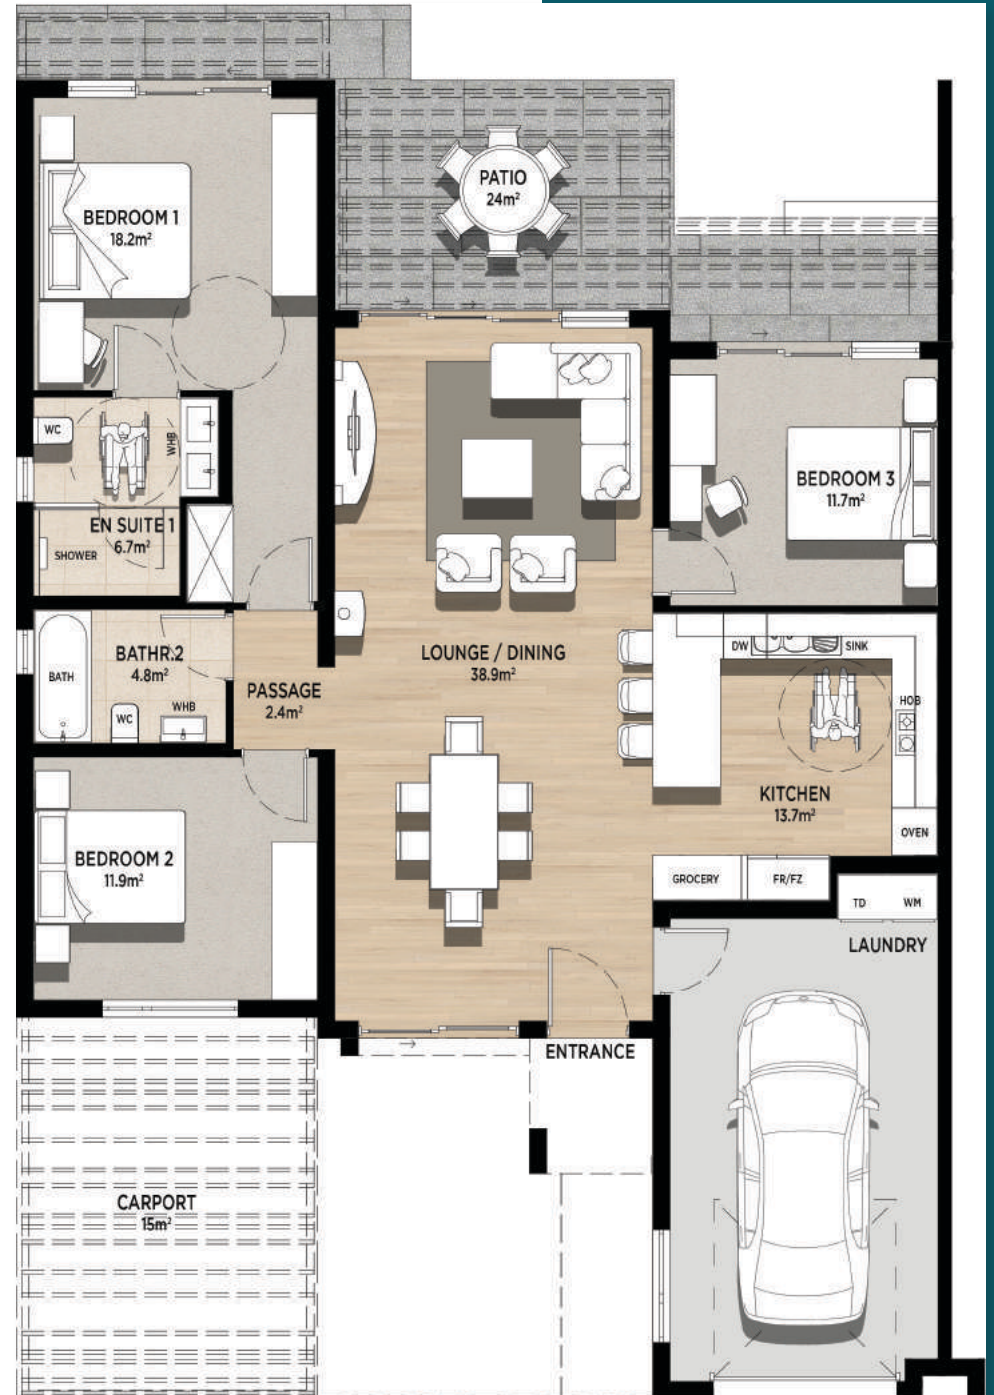 PATIO
24m²
BEDROOM 1
18.2m²
WC
WHB
EN SUITE 1
6.7m²
SHOWER
BEDROOM 3
11.7m²
BATHR.2
4.8m²
BATH
WC
WHB
PASSAGE
2.4m²
LOUNGE / DINING
38.9m²
DW
SINK
HOB
KITCHEN
13.7m²
OVEN
GROCERY
FR/FZ
BEDROOM 2
11.9m²
TD
WM
LAUNDRY
ENTRANCE
CARPORT
15m²